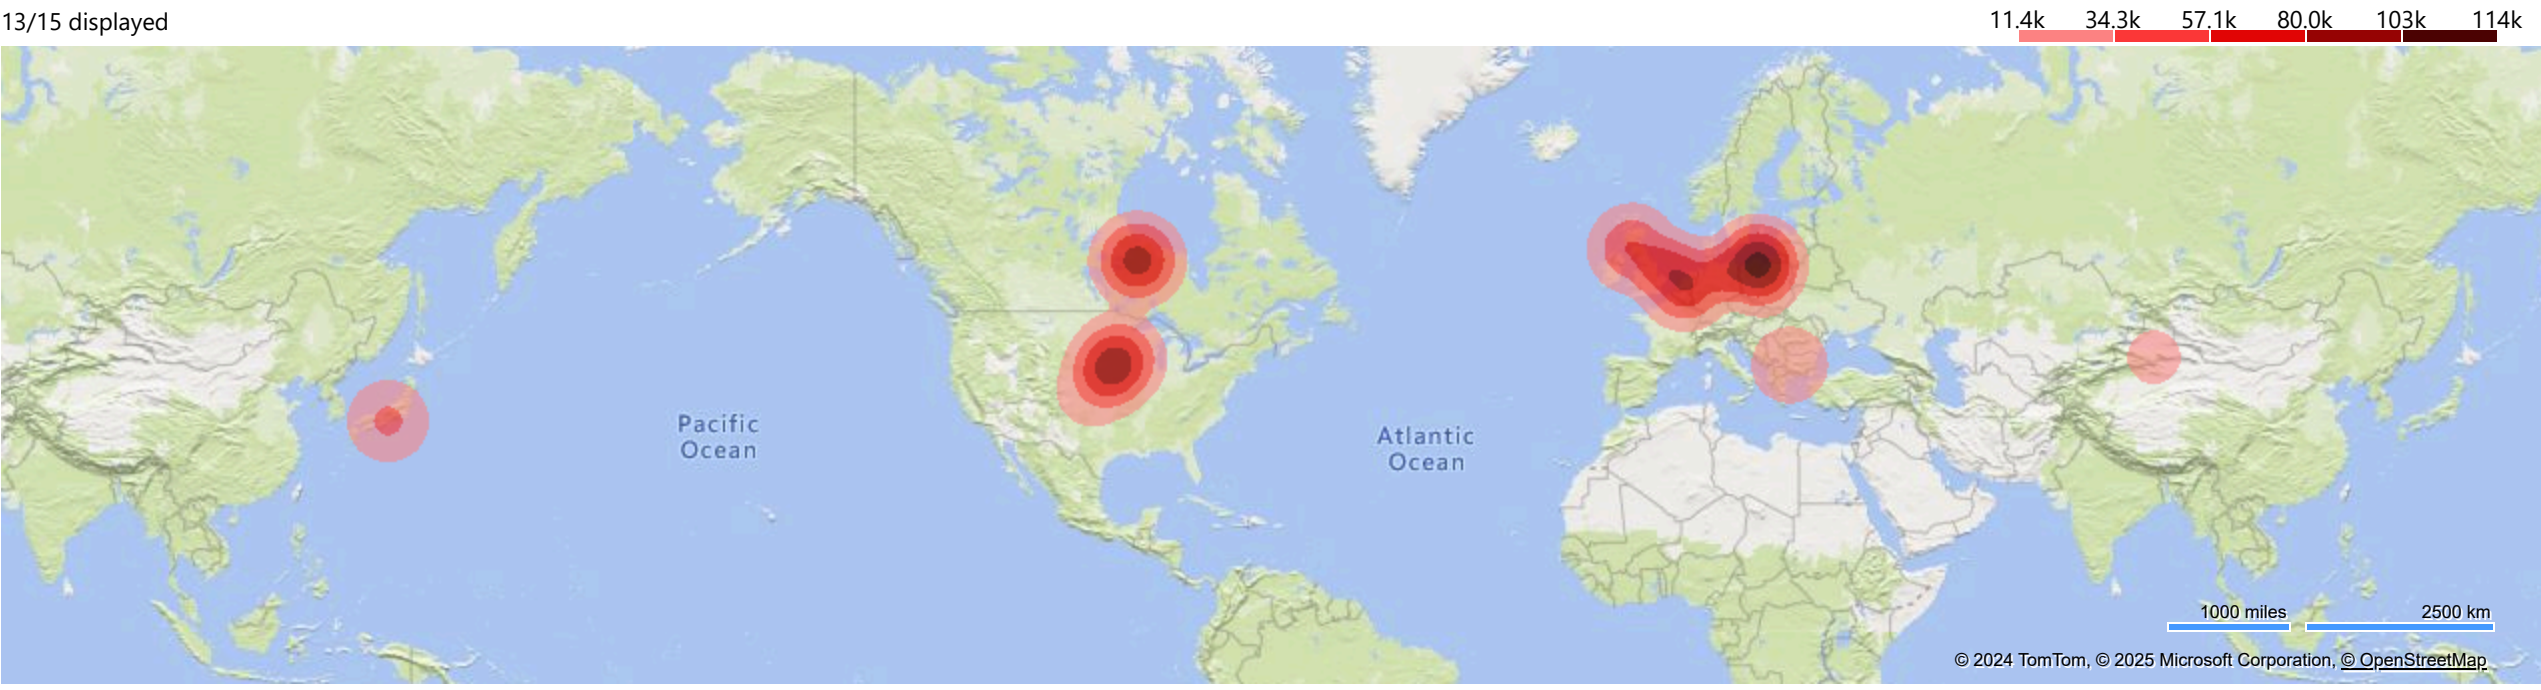 13/15 displayed
11.4k 34.3k 57.1k 80.0k 103k 114k
Pacific
Ocean
Atlantic
Ocean
1000 miles 2500 km
© 2024 TomTom, © 2025 Microsoft Corporation, © OpenStreetMap